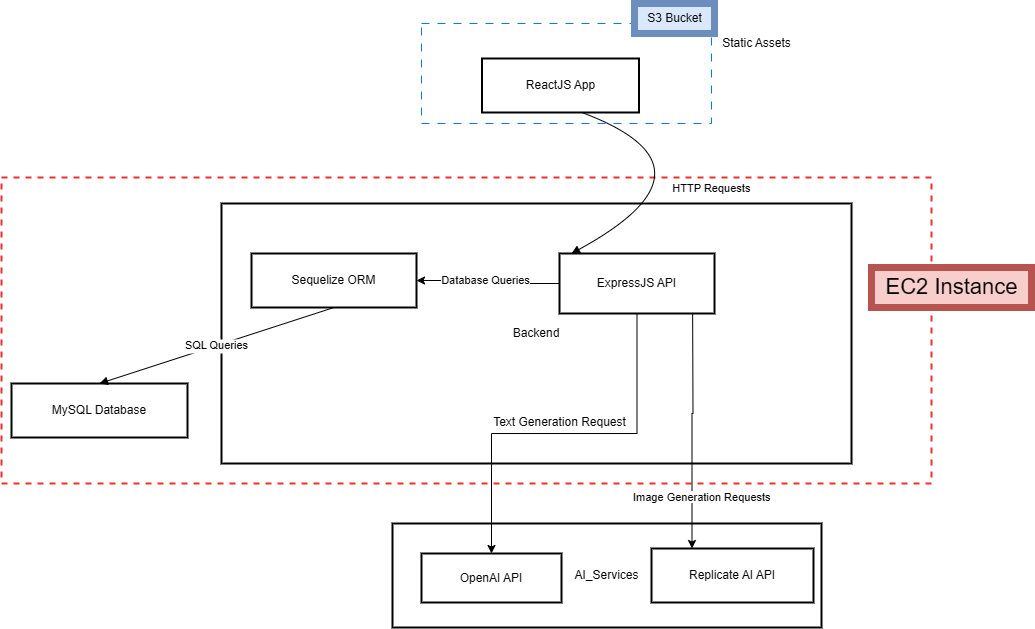 S3 Bucket
Static Assets
ReactJS App
HTTP Requests
Sequelize ORM
Database Queries
ExpressJS API
EC2 Instance
Backend
SQL Queries
MySQL Database
Text Generation Request
Image Generation Requests
OpenAI API
AI_Services
Replicate AI API